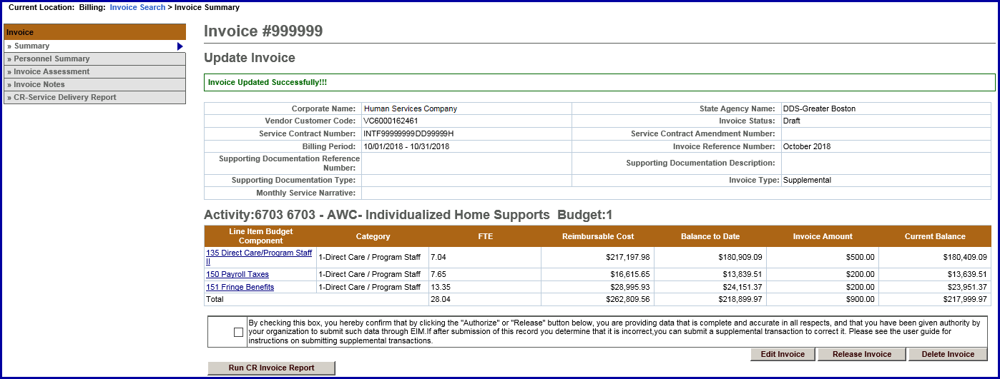 Current Location: Billing: Invoice Search > Invoice Summary
Invoice
» Summary
» Personnel Summary
» Invoice Assessment
» Invoice Notes
» CR-Service Delivery Report
Invoice #999999
Update Invoice
Invoice Updated Successfully!!!
Corporate Name: Human Services Company State Agency Name: DDS-Greater Boston
Vendor Customer Code: VC6000162461 Invoice Status: Draft
Service Contract Number: INTF99999999DD99999H Service Contract Amendment Number:
Billing Period: 10/01/2018 - 10/31/2018 Invoice Reference Number: October 2018
Supporting Documentation Reference
Number:
Supporting Documentation Description:
Supporting Documentation Type: Invoice Type: Supplemental
Monthly Service Narrative:
Activity:6703 6703 - AWC- Individualized Home Supports Budget:1
Line Item Budget
Component
Category FTE Reimbursable Cost Balance to Date Invoice Amount Current Balance
135 Direct Care/Program Staff
II
1-Direct Care / Program Staff 7.04 $217,197.98 $180,909.09 $500.00 $180,409.09
150 Payroll Taxes 1-Direct Care / Program Staff 7.65 $16,615.65 $13,839.51 $200.00 $13,639.51
151 Fringe Benefits 1-Direct Care / Program Staff 13.35 $28,995.93 $24,151.37 $200.00 $23,951.37
Total 28.04 $262,809.56 $218,899.97 $900.00 $217,999.97
By checking this box, you hereby confirm that by clicking the "Authorize" or "Release" button below, you are providing data that is complete and accurate in all respects, and that you have been given authority by
your organization to submit such data through EIM.If after submission of this record you determine that it is incorrect,you can submit a supplemental transaction to correct it. Please see the user guide for
instructions on submitting supplemental transactions.
Edit Invoice Release Invoice Delete Invoice
Run CR Invoice Report